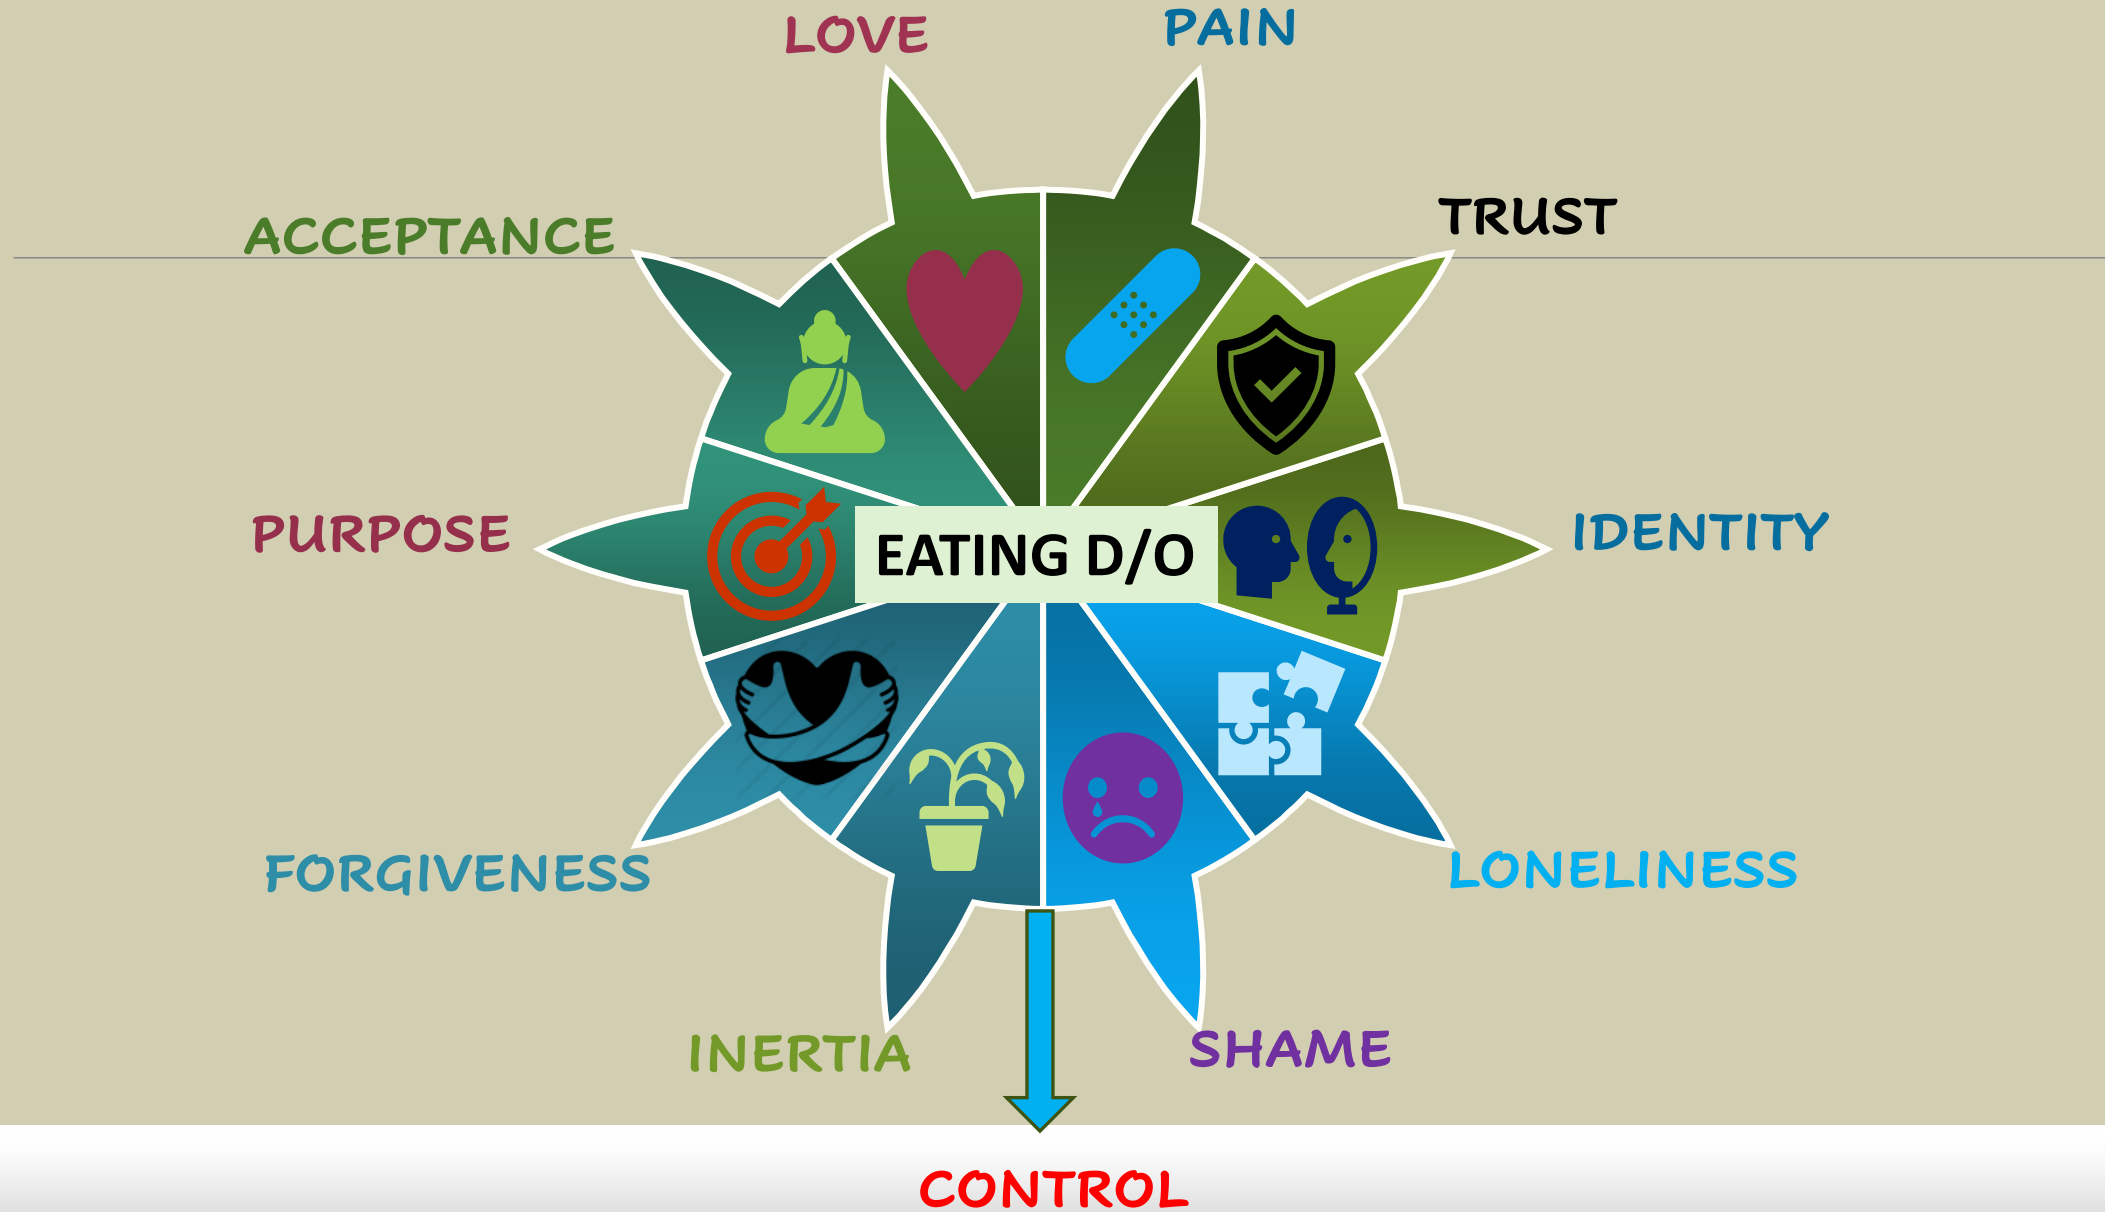 LOVE
PAIN
ACCEPTANCE
TRUST
PURPOSE
EATING D/O
IDENTITY
FORGIVENESS
LONELINESS
INERTIA
SHAME
CONTROL